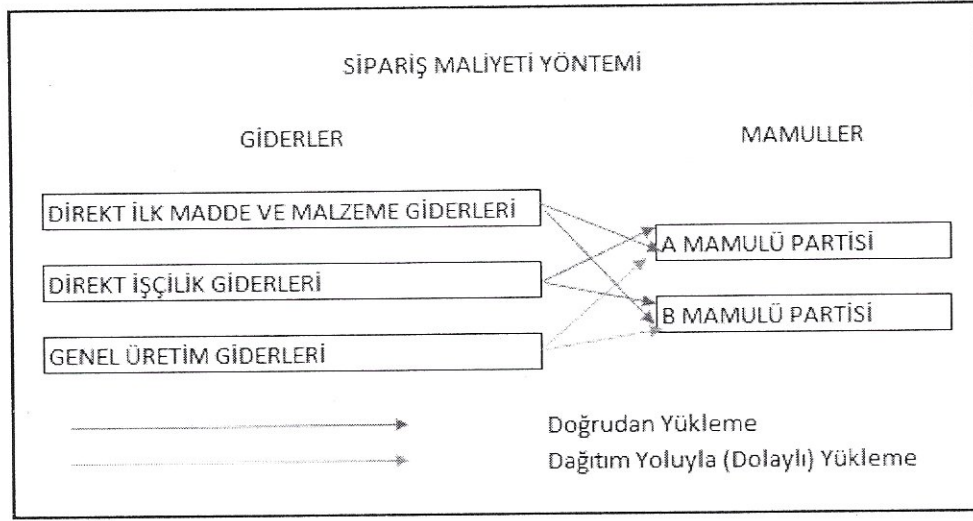 SİPARİŞ MALİYETİ YÖNTEMİ
GİDERLER
MAMULLER
DİREKT İLK MADDE VE MALZEME GİDERLERİ
A MAMULÜ PARTİSİ
DİREKT İŞÇİLİK GİDERLERİ
B MAMULÜ PARTİSİ
GENEL ÜRETİM GİDERLERİ
Doğrudan Yükleme
Dağıtım Yoluyla (Dolaylı) Yükleme